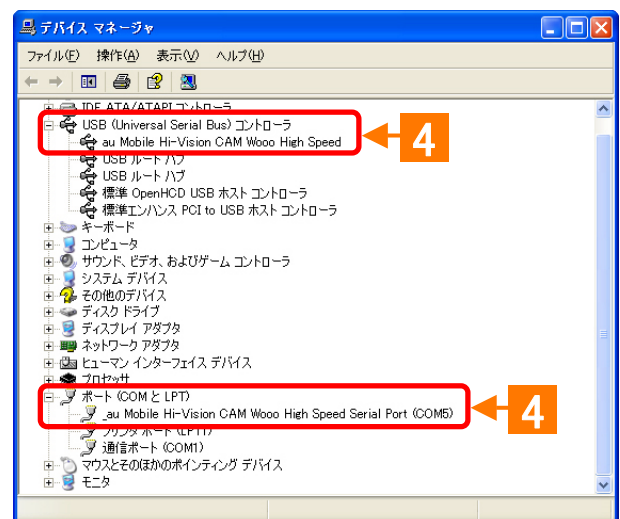 デバイス マネージャ
ファイル(F) 操作(A) 表示(V) ヘルプ(H)
IDE ATA/ATAPI コントローラ
USB (Universal Serial Bus) コントローラ
au Mobile Hi-Vision CAM Wooo High Speed
4
USB ルート ハブ
USB ルート ハブ
標準 OpenHCD USB ホスト コントローラ
標準エンハンス PCI to USB ホスト コントローラ
キーボード
コンピュータ
サウンド、ビデオ、およびゲーム コントローラ
システム デバイス
その他のデバイス
ディスク ドライブ
ディスプレイ アダプタ
ネットワーク アダプタ
ヒューマン インターフェイス デバイス
プロセッサ
ポート (COM と LPT)
_au Mobile Hi-Vision CAM Wooo High Speed Serial Port (COM5)
4
プリンタ ポート (LPT1)
通信ポート (COM1)
マウスとそのほかのポインティング デバイス
モニタ